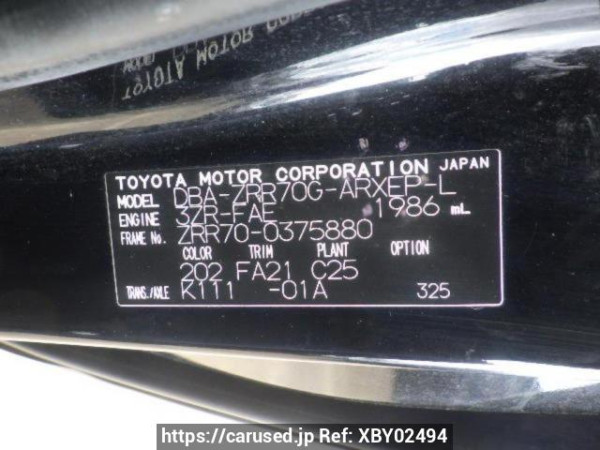 TOYOTA MOTOR CORPORATION JAPAN
MODEL DBA-ZRR70G-ARXEP-L
ENGINE 3ZR-FAE 1986 mL
FRAME No. ZRR70-0375880
COLOR TRIM PLANT OPTION
202 FA21 C25
TRANS./AXLE K111 -01A 325
https://carused.jp Ref: XBY02494